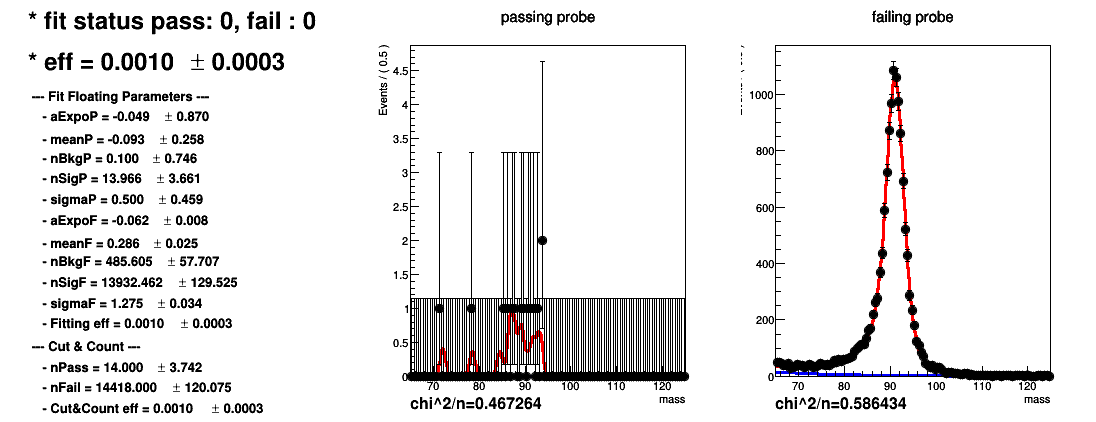 * fit status pass: 0, fail : 0
* eff = 0.0010 ± 0.0003
--- Fit Floating Parameters ---
- aExpoP = -0.049 ± 0.870
- meanP = -0.093 ± 0.258
- nBkgP = 0.100 ± 0.746
- nSigP = 13.966 ± 3.661
- sigmaP = 0.500 ± 0.459
- aExpoF = -0.062 ± 0.008
- meanF = 0.286 ± 0.025
- nBkgF = 485.605 ± 57.707
- nSigF = 13932.462 ± 129.525
- sigmaF = 1.275 ± 0.034
- Fitting eff = 0.0010 ± 0.0003
--- Cut & Count ---
- nPass = 14.000 ± 3.742
- nFail = 14418.000 ± 120.075
- Cut&Count eff = 0.0010 ± 0.0003
passing probe
Events / ( 0.5 )
4.5
4
3.5
3
2.5
2
1.5
1
0.5
0
70 80 90 100 110 120
mass
chi^2/n=0.467264
failing probe
1000
800
600
400
200
0
70 80 90 100 110 120
mass
chi^2/n=0.586434